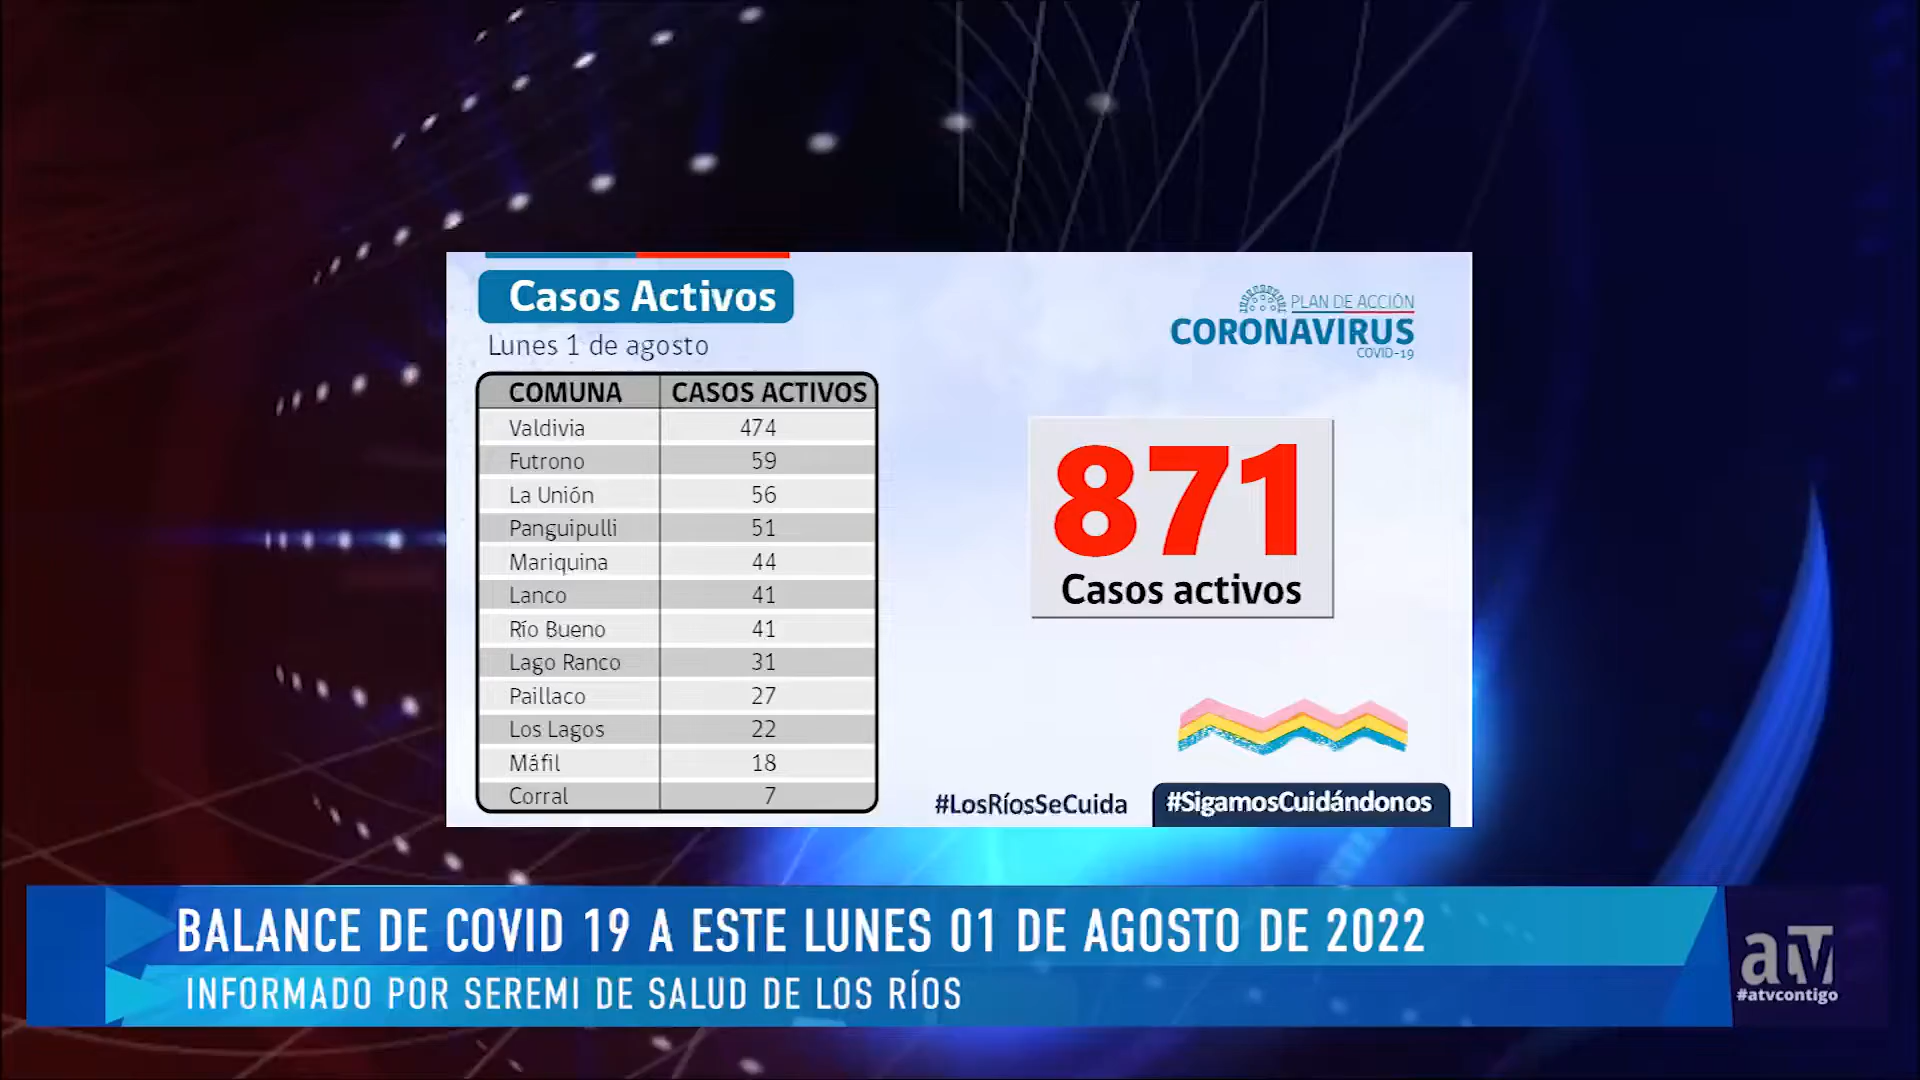 Casos Activos
Lunes 1 de agosto
COMUNA CASOS ACTIVOS
Valdivia 474
Futrono 59
La Unión 56
Panguipulli 51
Mariquina 44
Lanco 41
Río Bueno 41
Lago Ranco 31
Paillaco 27
Los Lagos 22
Máfil 18
Corral 7
PLAN DE ACCIÓN
CORONAVIRUS
COVID-19
871
Casos activos
#LosRíosSeCuida
#SigamosCuidándonos
BALANCE DE COVID 19 A ESTE LUNES 01 DE AGOSTO DE 2022
INFORMADO POR SEREMI DE SALUD DE LOS RÍOS
aTV
#atvcontigo